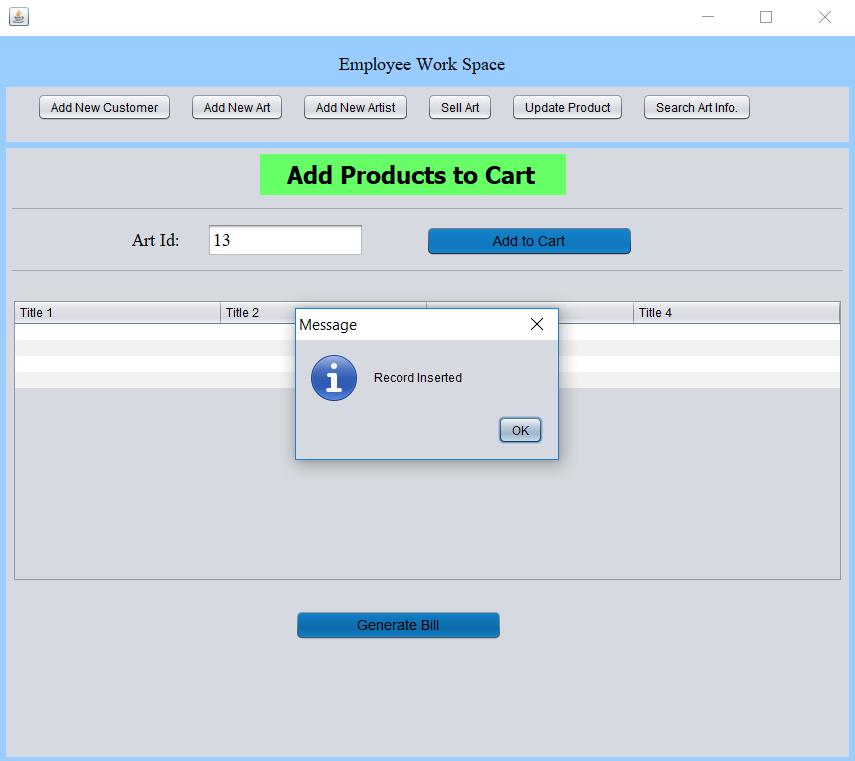 Employee Work Space
Add New Customer Add New Art Add New Artist Sell Art Update Product Search Art Info.
Add Products to Cart
Art Id: 13 Add to Cart
Title 1 Title 2 Title 4
Message
Record Inserted
OK
Generate Bill